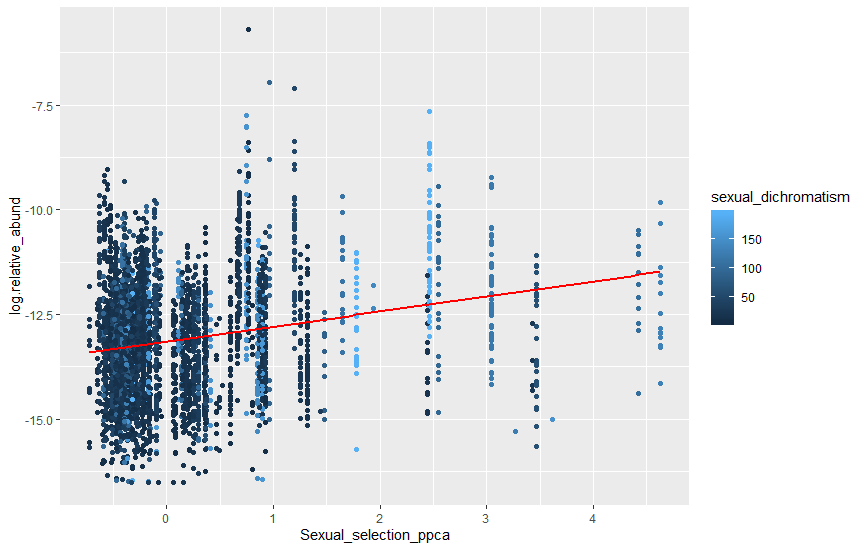 -7.5
-10.0
-12.5
-15.0
log.relative_abund
0 1 2 3 4
Sexual_selection_ppca
sexual_dichromatism
150
100
50